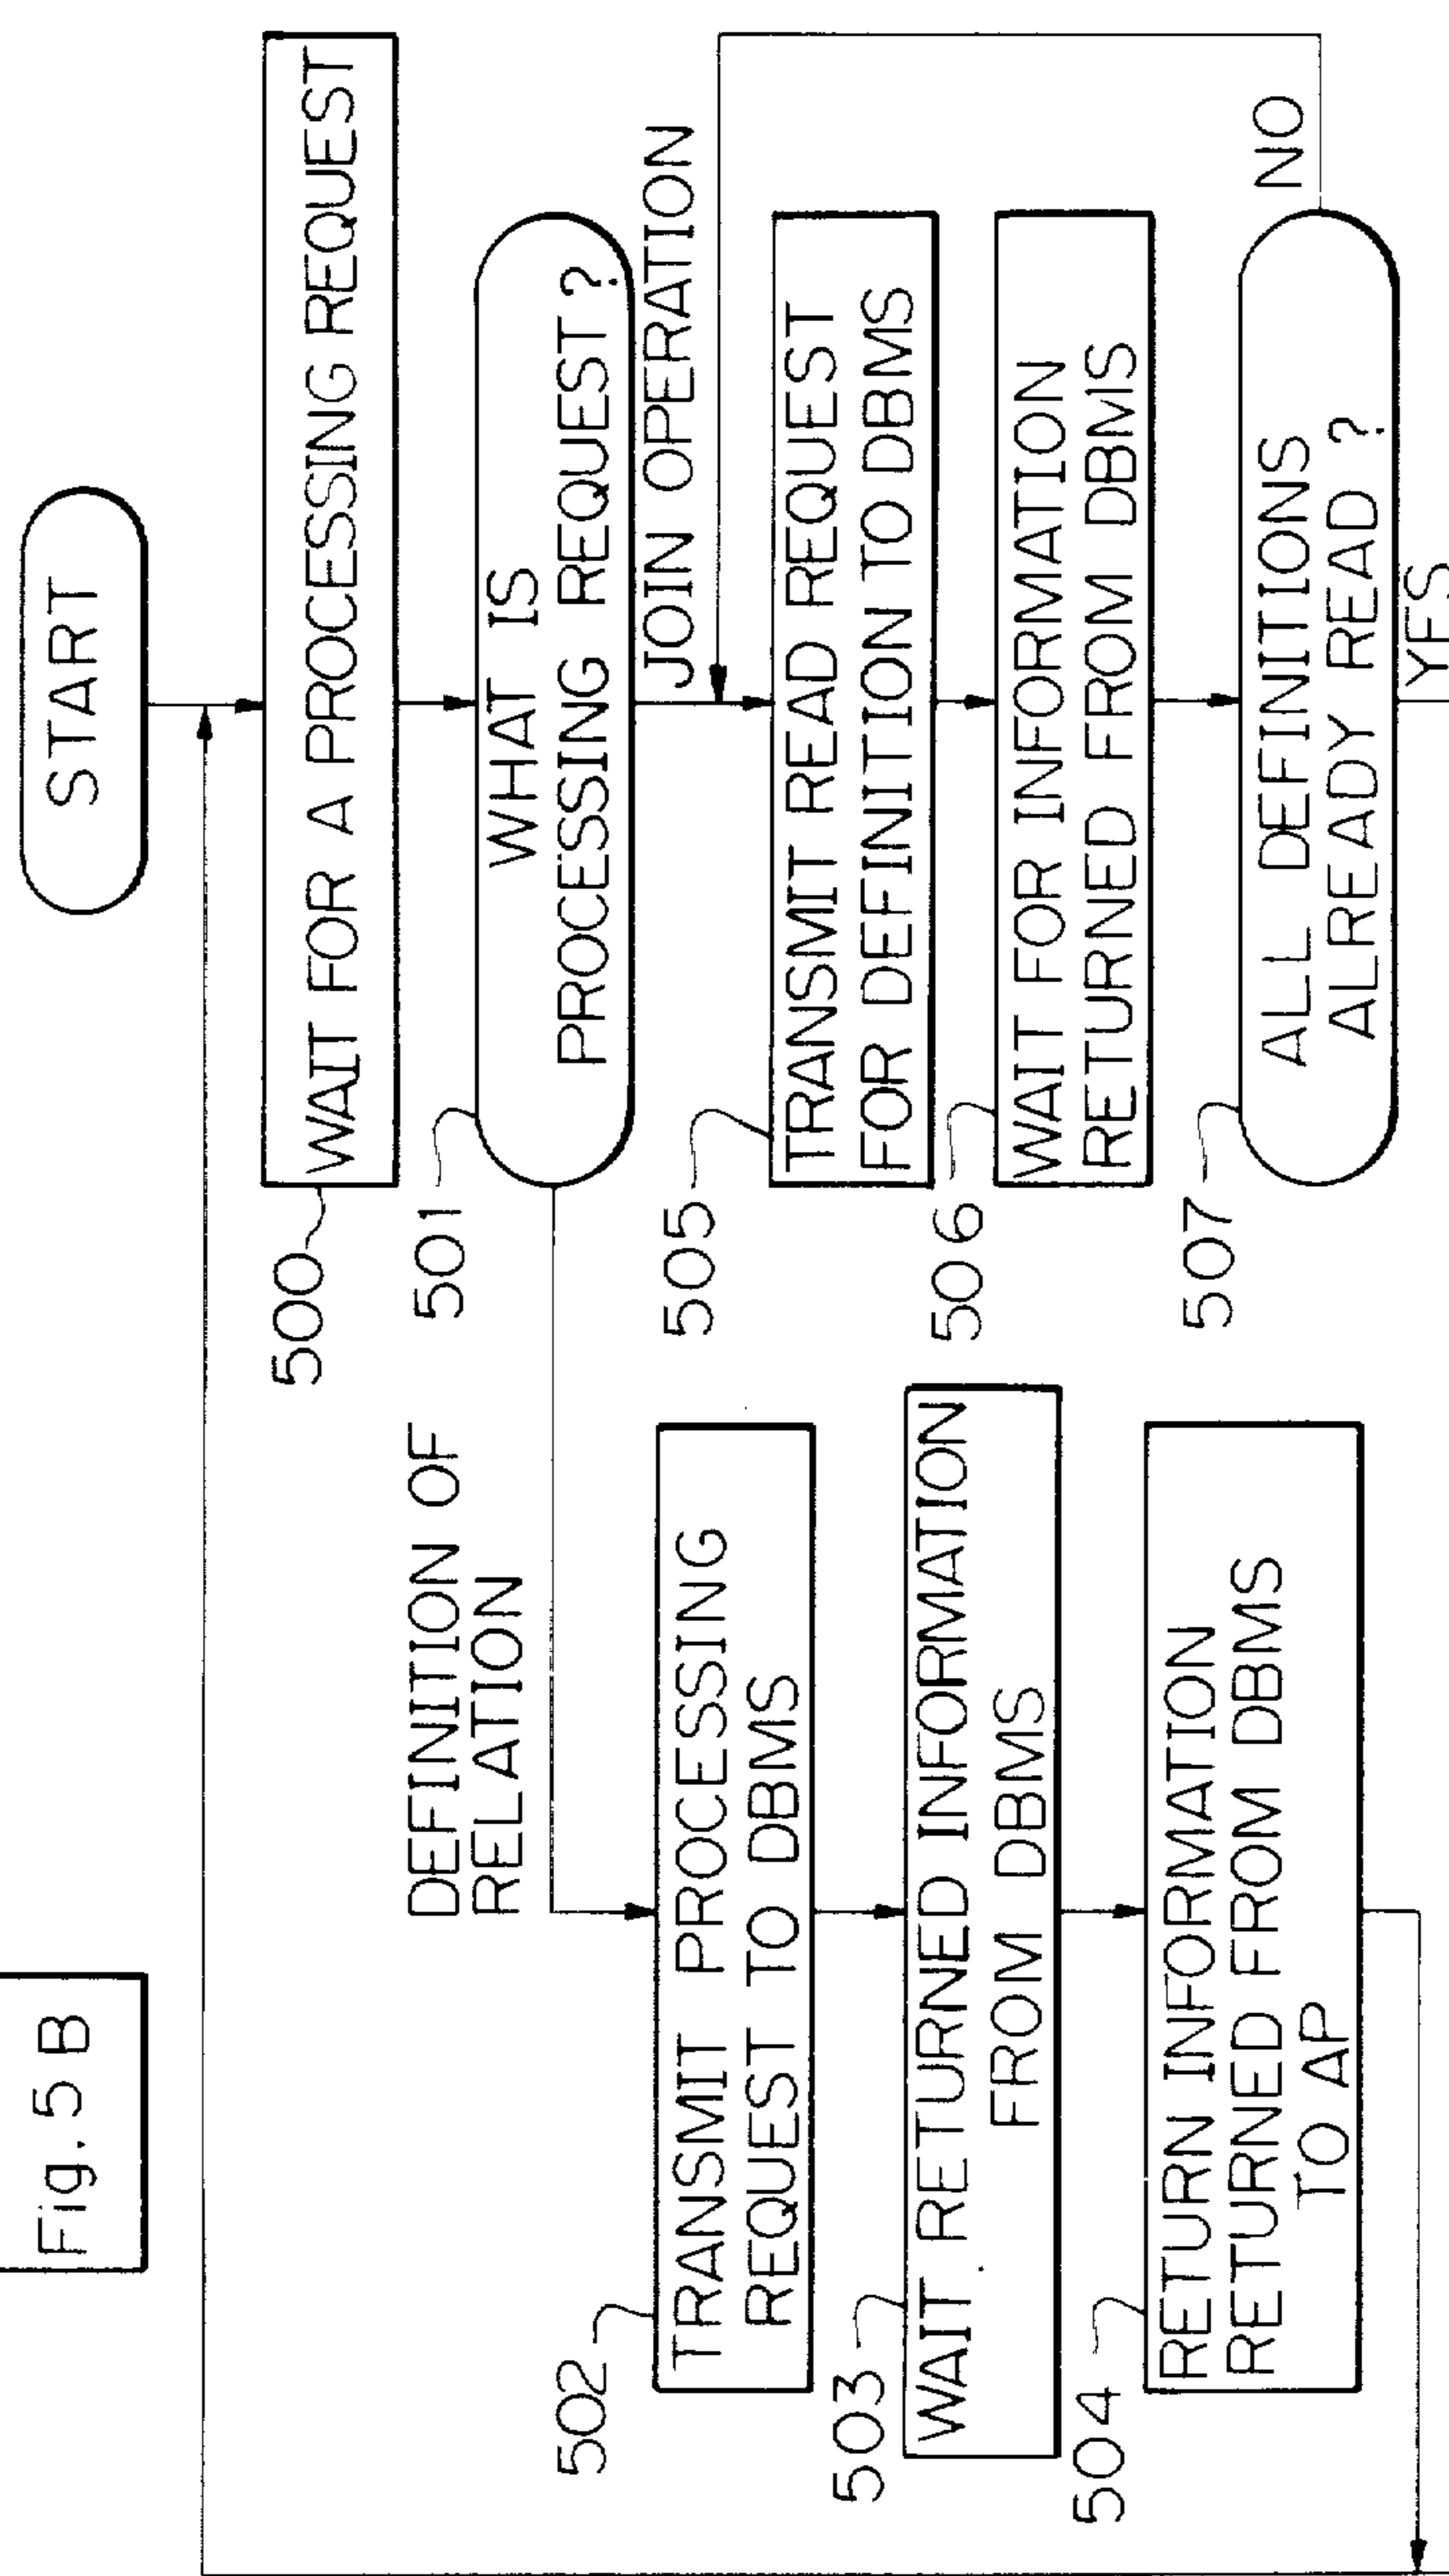 Fig. 5 B
START
WAIT FOR A PROCESSING REQUEST
500
WHAT IS
PROCESSING REQUEST ?
501
DEFINITION OF
RELATION
JOIN OPERATION
TRANSMIT PROCESSING
REQUEST TO DBMS
502
WAIT RETURNED INFORMATION
FROM DBMS
503
RETURN INFORMATION
RETURNED FROM DBMS
TO AP
504
TRANSMIT READ REQUEST
FOR DEFINITION TO DBMS
505
WAIT FOR INFORMATION
RETURNED FROM DBMS
506
ALL DEFINITIONS
ALREADY READ ?
507
NO
YES